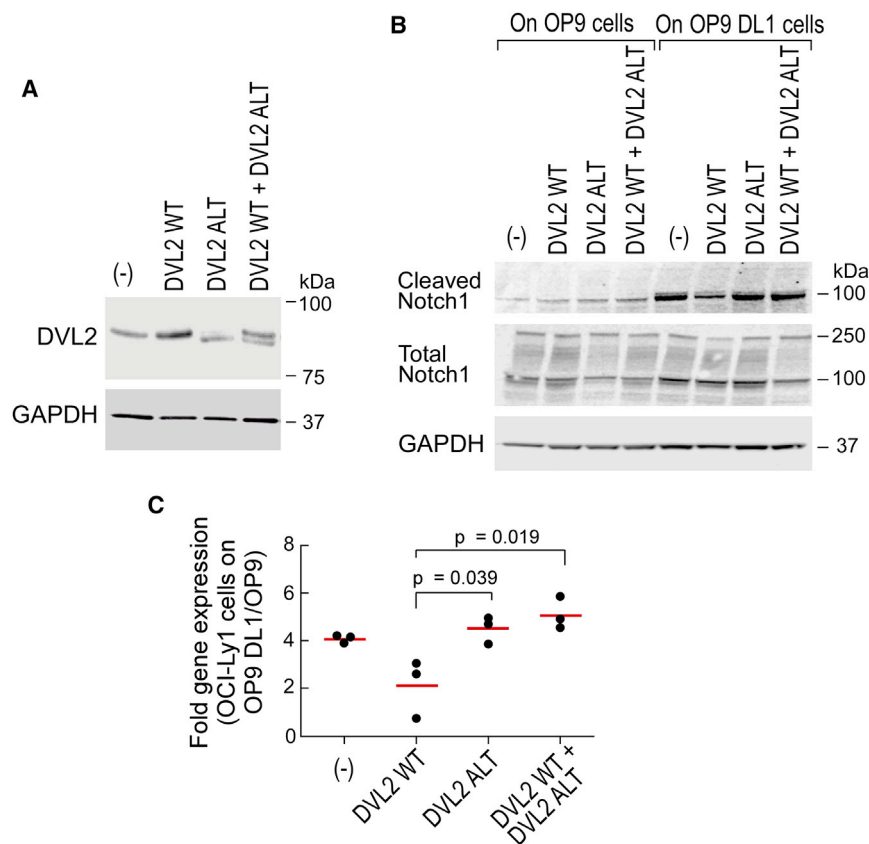 A
(-)
DVL2 WT
DVL2 ALT
DVL2 WT + DVL2 ALT
kDa
100
DVL2
75
GAPDH
37
B
On OP9 cells
On OP9 DL1 cells
(-)
DVL2 WT
DVL2 ALT
DVL2 WT + DVL2 ALT
(-)
DVL2 WT
DVL2 ALT
DVL2 WT + DVL2 ALT
kDa
Cleaved
Notch1
100
250
Total
Notch1
100
GAPDH
37
C
Fold gene expression
(OCI-Ly1 cells on
OP9 DL1/OP9)
8
6
4
2
0
p = 0.019
p = 0.039
(-)
DVL2 WT
DVL2 ALT
DVL2 WT +
DVL2 ALT